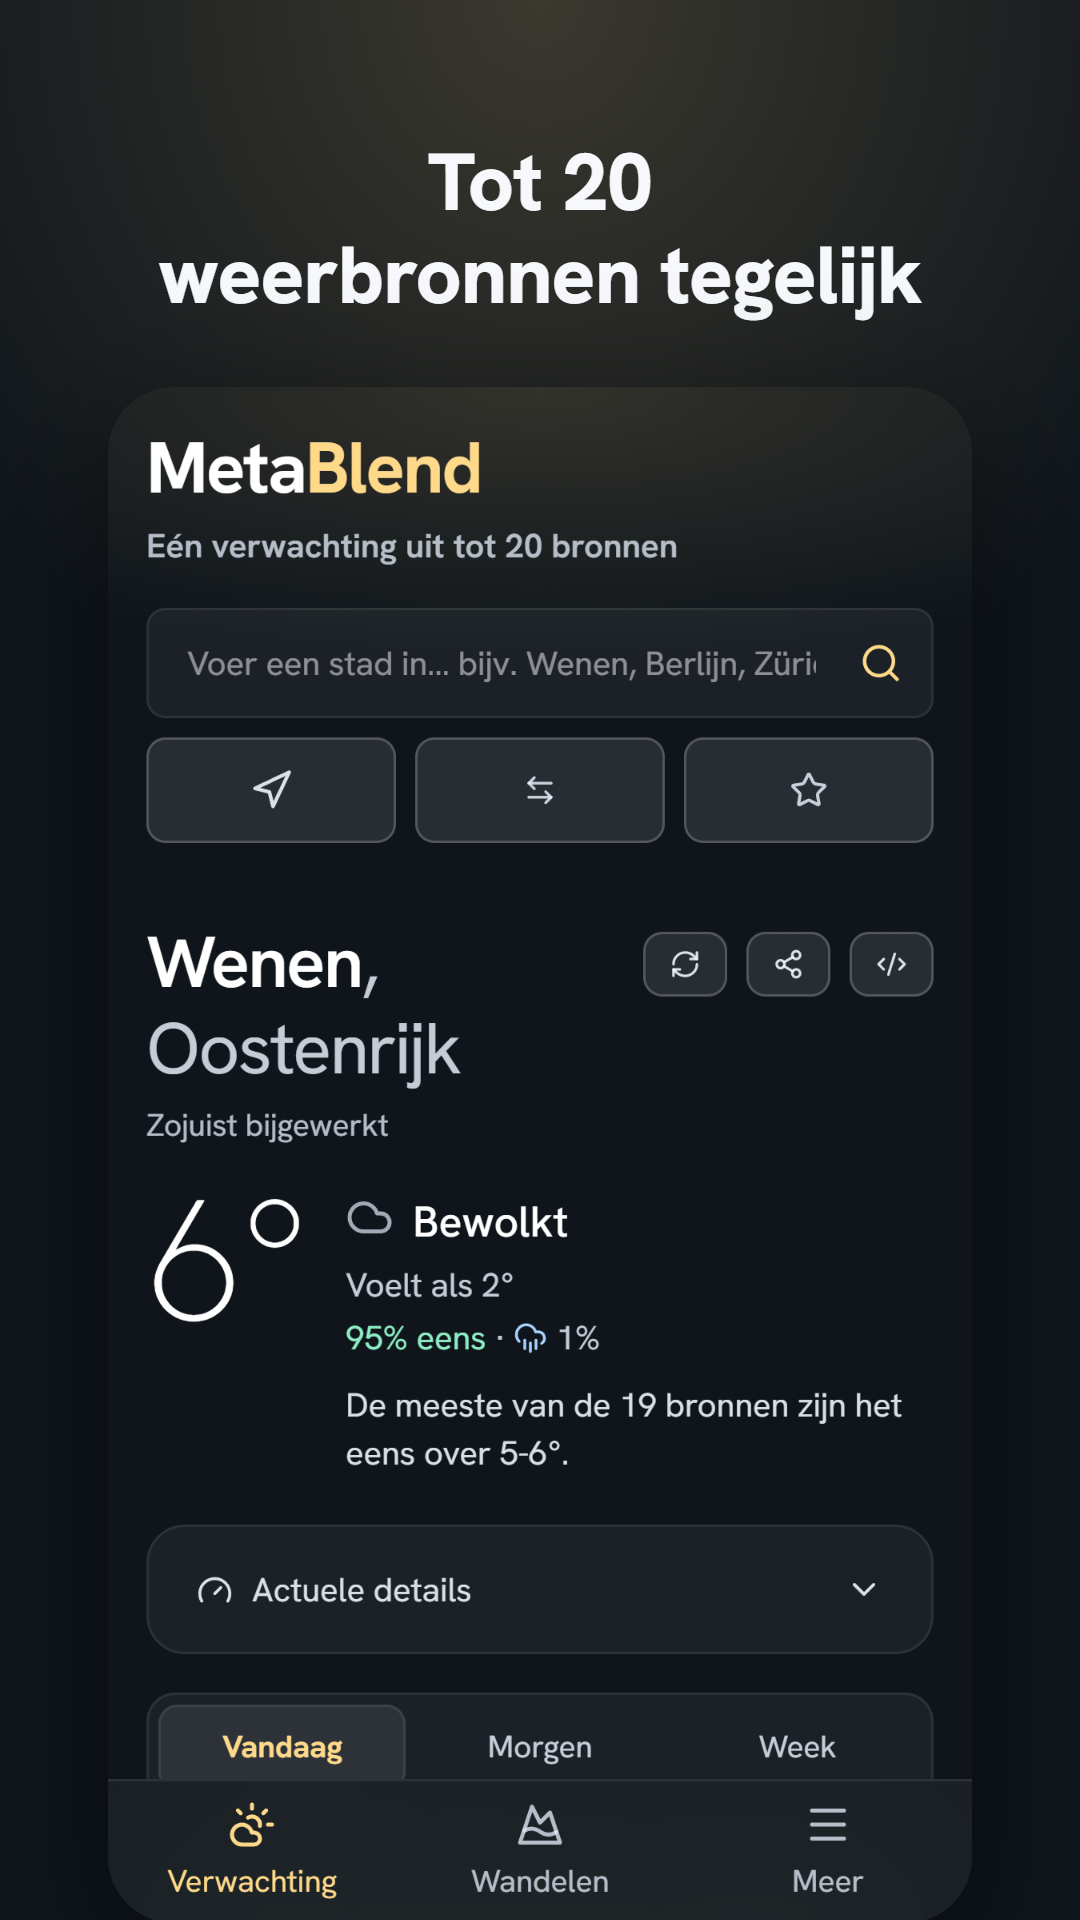 Tot 20
weerbronnen tegelijk
MetaBlend
Eén verwachting uit tot 20 bronnen
Voer een stad in... bijv. Wenen, Berlijn, Züric
Wenen,
Oostenrijk
Zojuist bijgewerkt
6°
Bewolkt
Voelt als 2°
95% eens · 1%
De meeste van de 19 bronnen zijn het
eens over 5-6°.
Actuele details
Vandaag Morgen Week
Verwachting Wandelen Meer